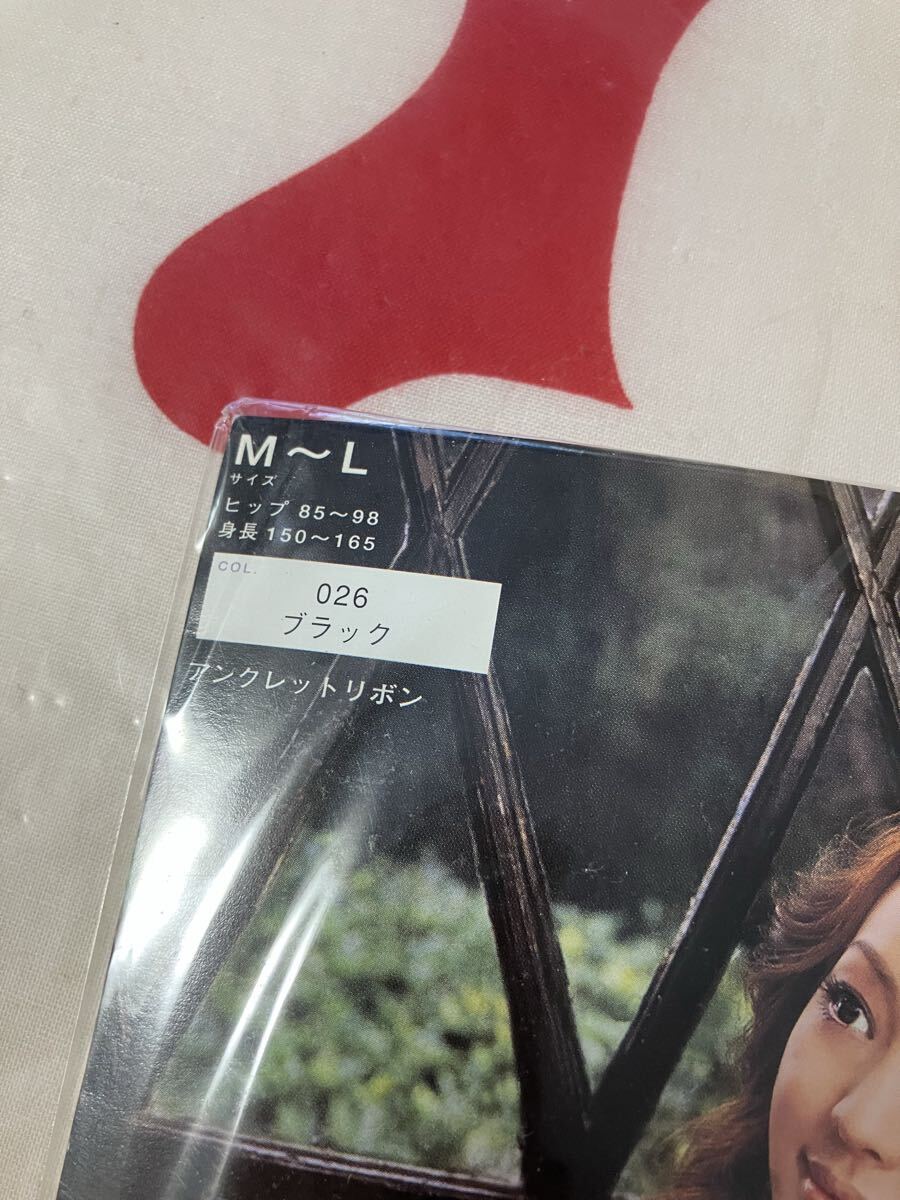 M～L
サイズ
ヒップ 85～98
身長 150～165
COL.
026
ブラック
アンクレットリボン